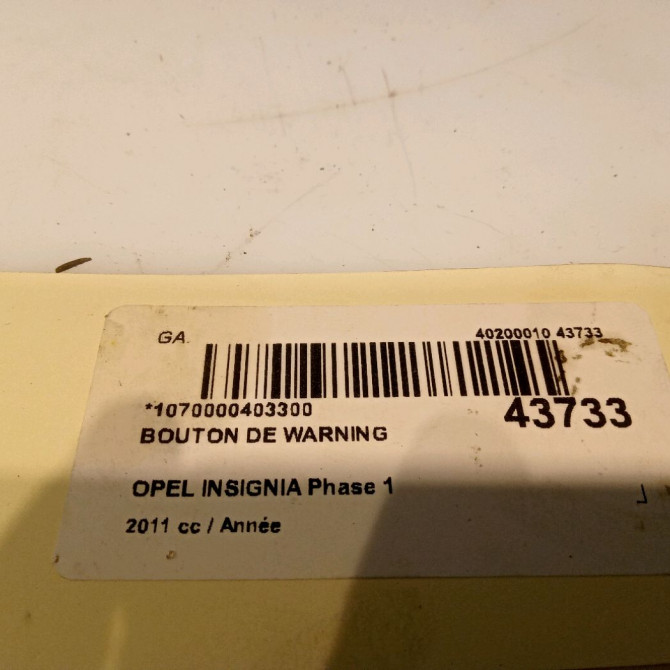 GA.
40200010 43733
*1070000403300
43733
BOUTON DE WARNING
OPEL INSIGNIA Phase 1
2011 cc / Année